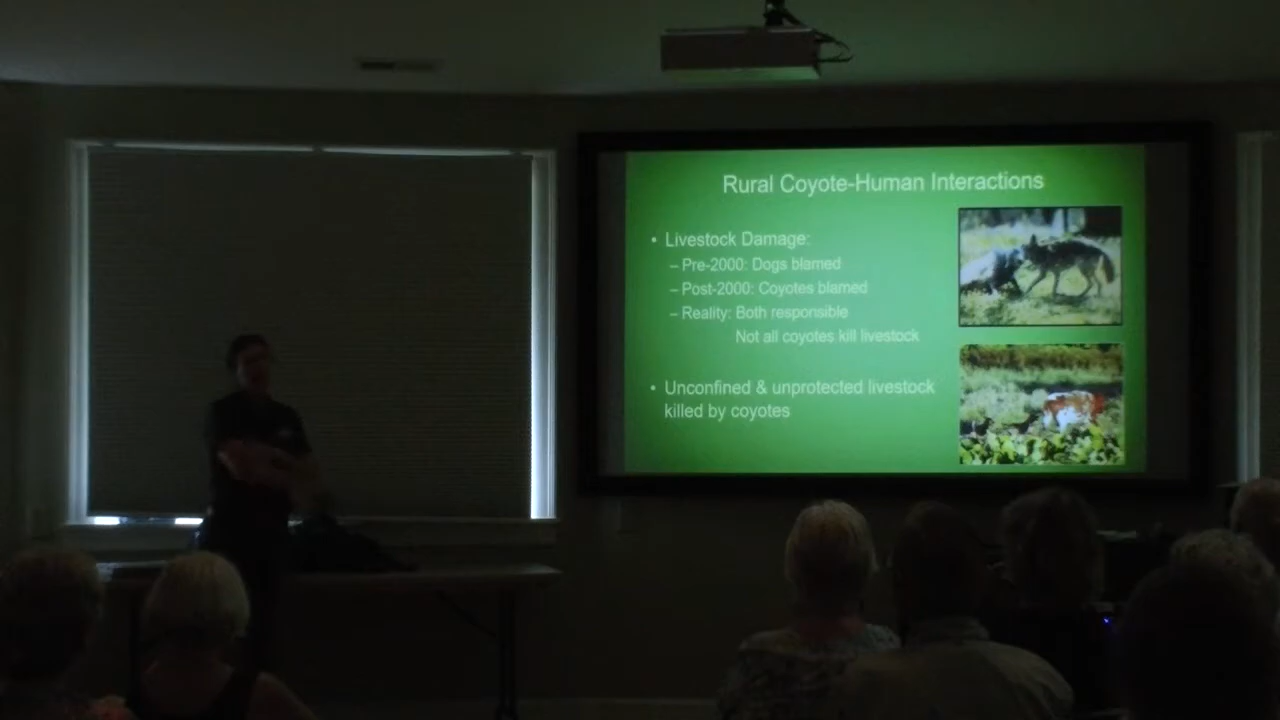 Rural Coyote-Human Interactions
• Livestock Damage:
– Pre-2000: Dogs blamed
– Post-2000: Coyotes blamed
– Reality: Both responsible
Not all coyotes kill livestock
• Unconfined & unprotected livestock
killed by coyotes